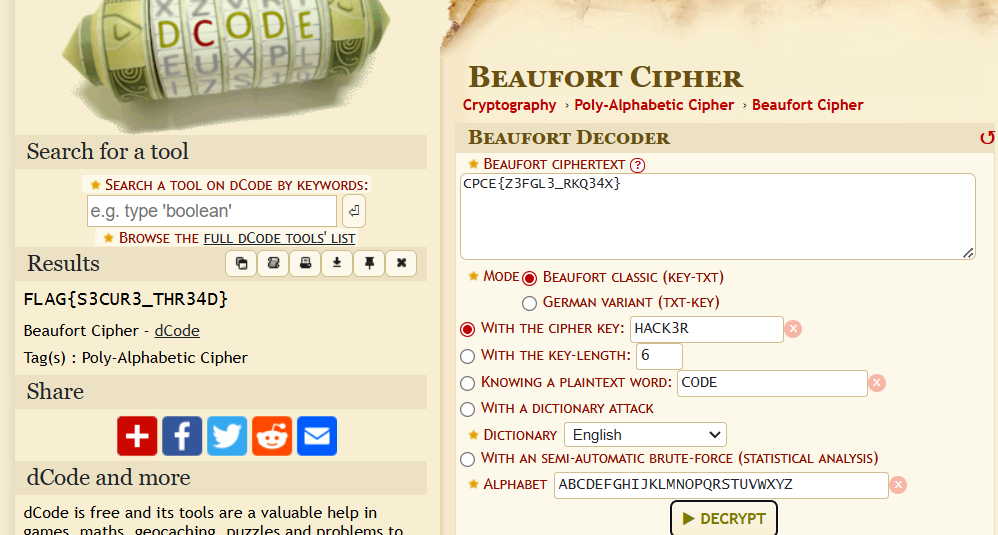 DCODE
Search for a tool
SEARCH A TOOL ON DCODE BY KEYWORDS:
e.g. type 'boolean'
BROWSE THE FULL DCODE TOOLS' LIST
Results
FLAG{S3CUR3_THR34D}
Beaufort Cipher - dCode
Tag(s) : Poly-Alphabetic Cipher
Share
dCode and more
dCode is free and its tools are a valuable help in
games, maths, geocaching, puzzles and problems to
BEAUFORT CIPHER
Cryptography › Poly-Alphabetic Cipher › Beaufort Cipher
BEAUFORT DECODER
BEAUFORT CIPHERTEXT ?
CPCE{Z3FGL3_RKQ34X}
MODE BEAUFORT CLASSIC (KEY-TXT)
GERMAN VARIANT (TXT-KEY)
WITH THE CIPHER KEY: HACK3R X
WITH THE KEY-LENGTH: 6
KNOWING A PLAINTEXT WORD: CODE X
WITH A DICTIONARY ATTACK
DICTIONARY English
WITH AN SEMI-AUTOMATIC BRUTE-FORCE (STATISTICAL ANALYSIS)
ALPHABET ABCDEFGHIJKLMNOPQRSTUVWXYZ X
▶ DECRYPT